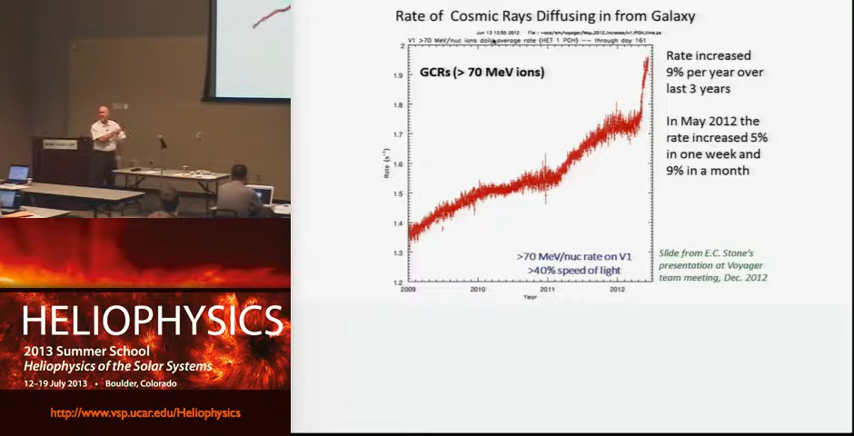 Rate of Cosmic Rays Diffusing in from Galaxy
V1 >70 MeV/nuc ions daily-average rate (HET 1 PGH) -- through day 161
GCRs (> 70 MeV ions)
Rate increased
9% per year over
last 3 years
In May 2012 the
rate increased 5%
in one week and
9% in a month
2
1.9
1.8
1.7
1.6
1.5
1.4
1.3
1.2
Rate (s⁻¹)
>70 MeV/nuc rate on V1
>40% speed of light
Slide from E.C. Stone's
presentation at Voyager
team meeting, Dec. 2012
2009
2010
2011
2012
Year
HELIOPHYSICS
2013 Summer School
Heliophysics of the Solar Systems
12–19 July 2013 • Boulder, Colorado
http://www.vsp.ucar.edu/Heliophysics